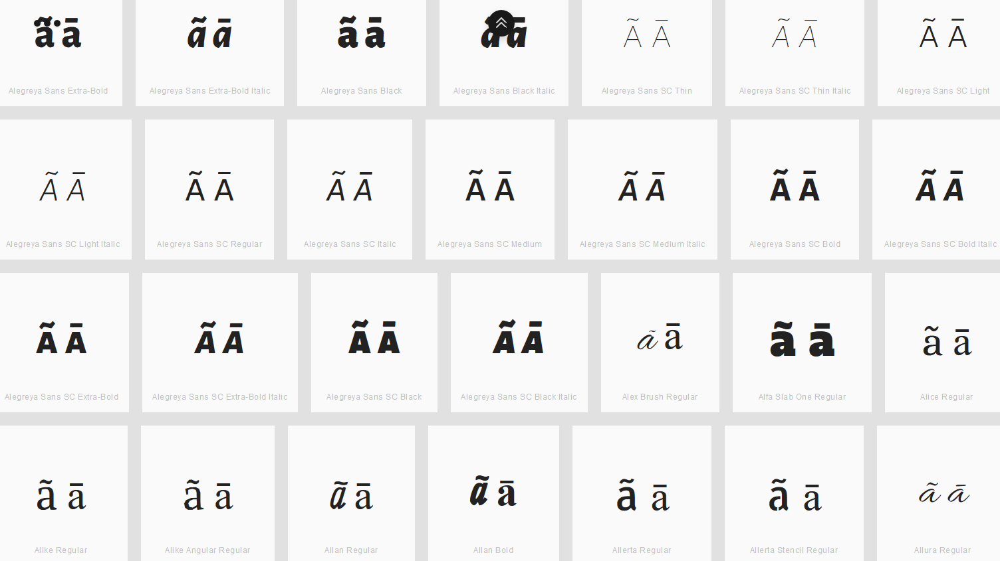 ã ā
Alegreya Sans Extra-Bold
ã ā
Alegreya Sans Extra-Bold Italic
ã ā
Alegreya Sans Black
ã ā
Alegreya Sans Black Italic
Ã Ā
Alegreya Sans SC Thin
Ã Ā
Alegreya Sans SC Thin Italic
Ã Ā
Alegreya Sans SC Light
Ã Ā
Alegreya Sans SC Light Italic
Ã Ā
Alegreya Sans SC Regular
Ã Ā
Alegreya Sans SC Italic
Ã Ā
Alegreya Sans SC Medium
Ã Ā
Alegreya Sans SC Medium Italic
Ã Ā
Alegreya Sans SC Bold
Ã Ā
Alegreya Sans SC Bold Italic
Ã Ā
Alegreya Sans SC Extra-Bold
Ã Ā
Alegreya Sans SC Extra-Bold Italic
Ã Ā
Alegreya Sans SC Black
Ã Ā
Alegreya Sans SC Black Italic
ã ā
Alex Brush Regular
ã ā
Alfa Slab One Regular
ã ā
Alice Regular
ã ā
Alike Regular
ã ā
Alike Angular Regular
ã ā
Allan Regular
ã ā
Allan Bold
ã ā
Allerta Regular
ã ā
Allerta Stencil Regular
ã ā
Allura Regular